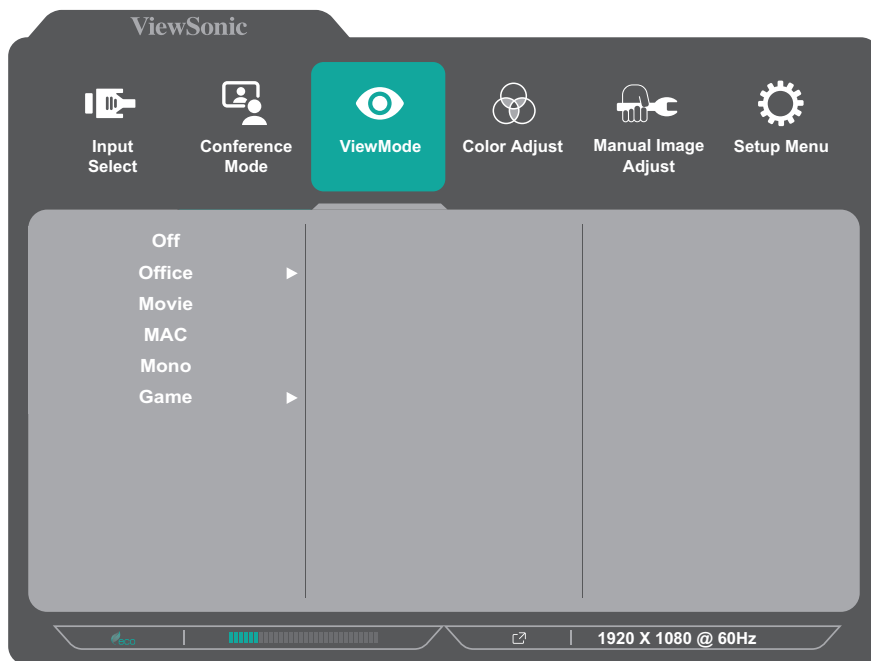 ViewSonic
Input
Select
Conference
Mode
ViewMode
Color Adjust
Manual Image
Adjust
Setup Menu
Off
Office
Movie
MAC
Mono
Game
eco
1920 X 1080 @ 60Hz